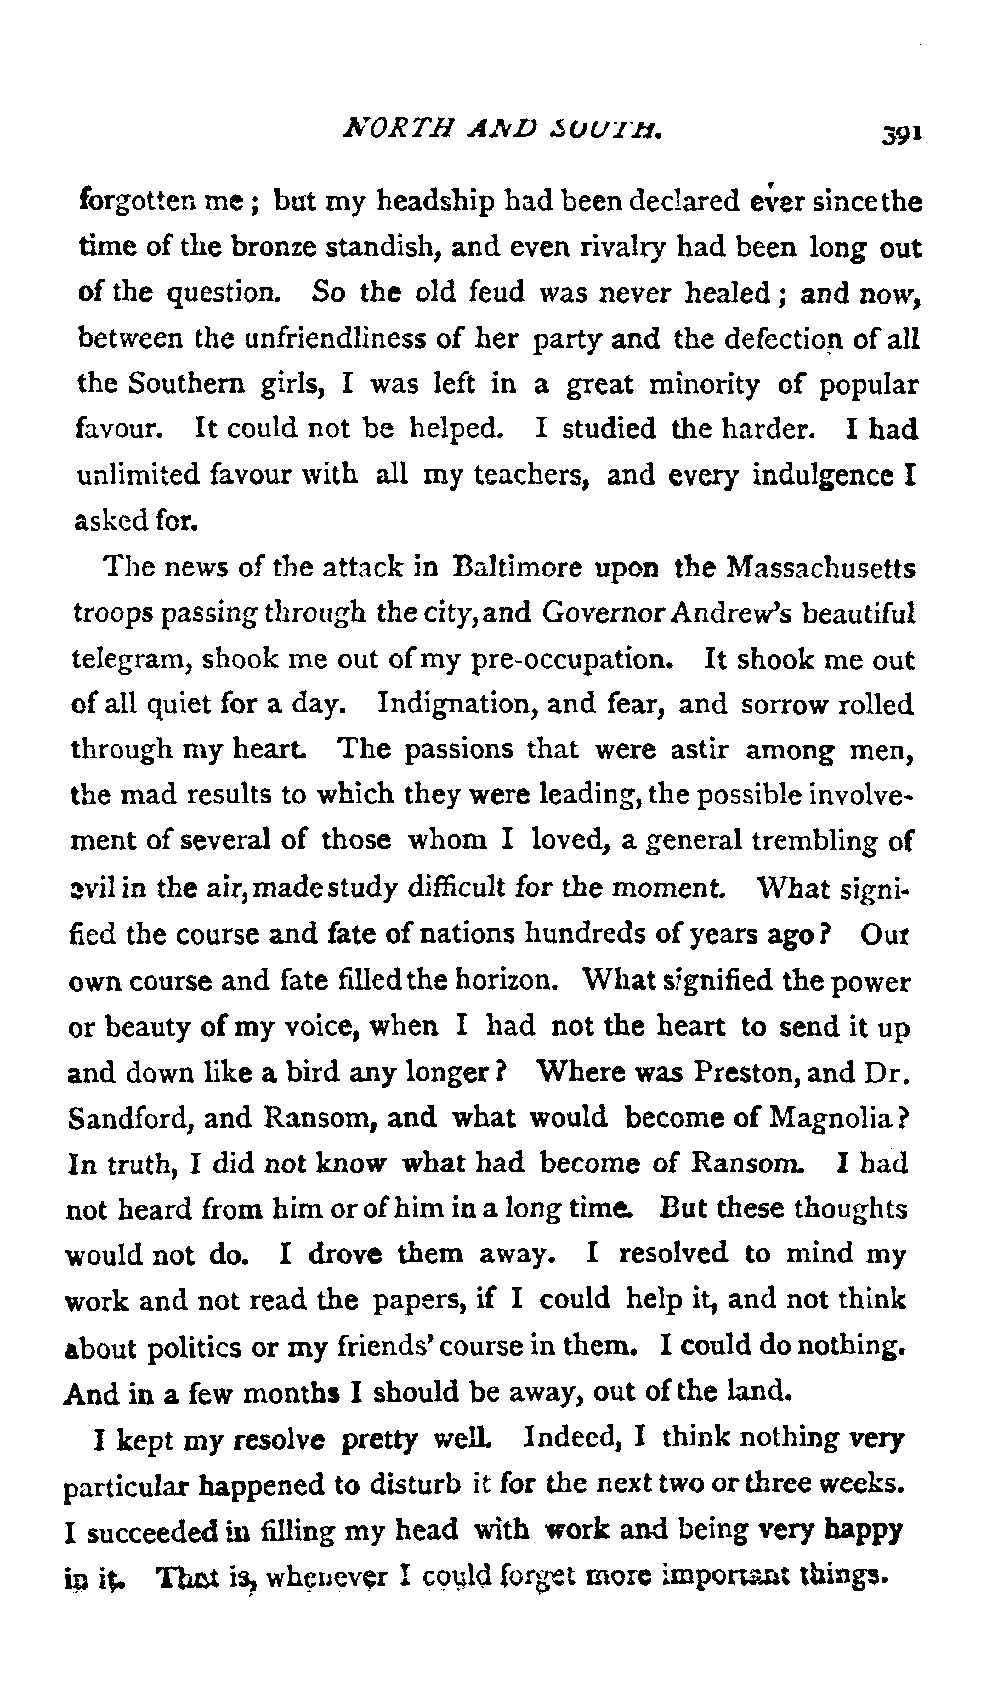 NORTH AND SOUTH. 391
forgotten me; but my headship had been declared ever since the
time of the bronze standish, and even rivalry had been long out
of the question. So the old feud was never healed; and now,
between the unfriendliness of her party and the defection of all
the Southern girls, I was left in a great minority of popular
favour. It could not be helped. I studied the harder. I had
unlimited favour with all my teachers, and every indulgence I
asked for.
The news of the attack in Baltimore upon the Massachusetts
troops passing through the city, and Governor Andrew's beautiful
telegram, shook me out of my pre-occupation. It shook me out
of all quiet for a day. Indignation, and fear, and sorrow rolled
through my heart. The passions that were astir among men,
the mad results to which they were leading, the possible involve-
ment of several of those whom I loved, a general trembling of
evil in the air, made study difficult for the moment. What signi-
fied the course and fate of nations hundreds of years ago? Our
own course and fate filled the horizon. What signified the power
or beauty of my voice, when I had not the heart to send it up
and down like a bird any longer? Where was Preston, and Dr.
Sandford, and Ransom, and what would become of Magnolia?
In truth, I did not know what had become of Ransom. I had
not heard from him or of him in a long time. But these thoughts
would not do. I drove them away. I resolved to mind my
work and not read the papers, if I could help it, and not think
about politics or my friends' course in them. I could do nothing.
And in a few months I should be away, out of the land.
I kept my resolve pretty well. Indeed, I think nothing very
particular happened to disturb it for the next two or three weeks.
I succeeded in filling my head with work and being very happy
in it. That is, whenever I could forget more important things.